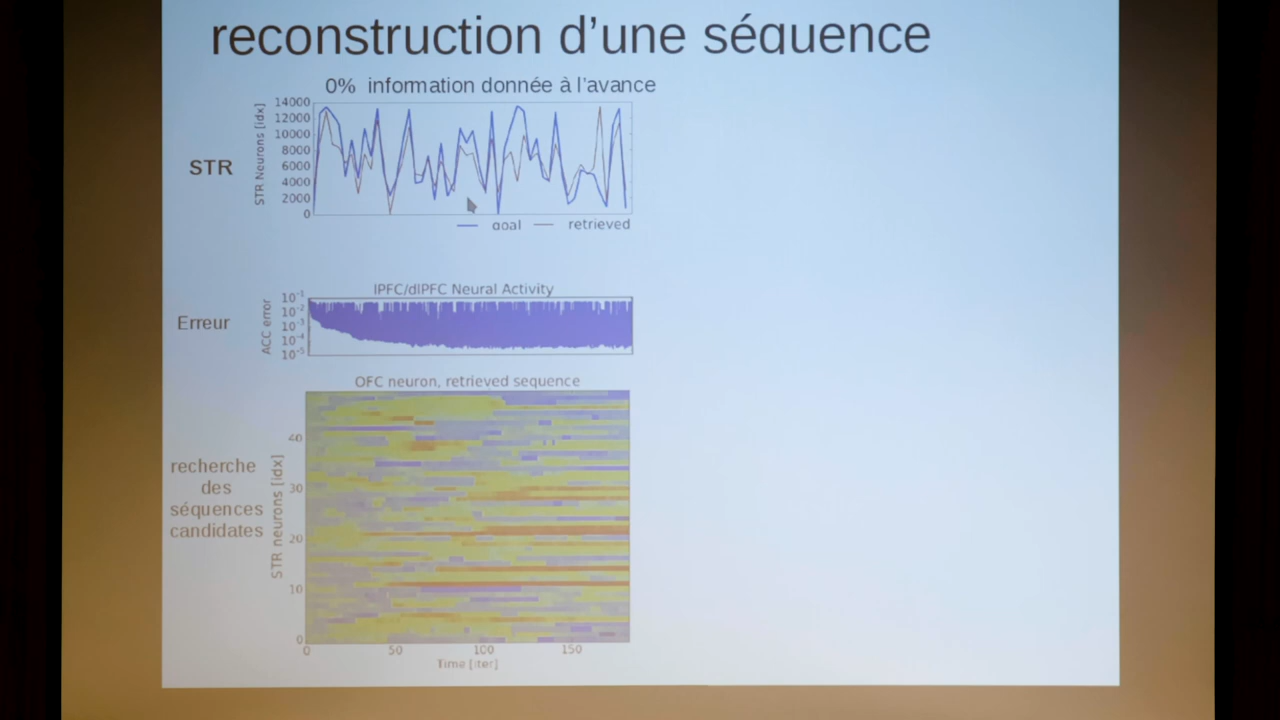 reconstruction d'une séquence
0% information donnée à l'avance
STR
STR Neurons [idx]
14000
12000
10000
8000
6000
4000
2000
0
goal
retrieved
lPFC/dlPFC Neural Activity
Erreur
ACC error
10⁻¹
10⁻²
10⁻³
10⁻⁴
10⁻⁵
OFC neuron, retrieved sequence
recherche
des
séquences
candidates
STR neurons [idx]
40
30
20
10
0
0 50 100 150
Time [iter]